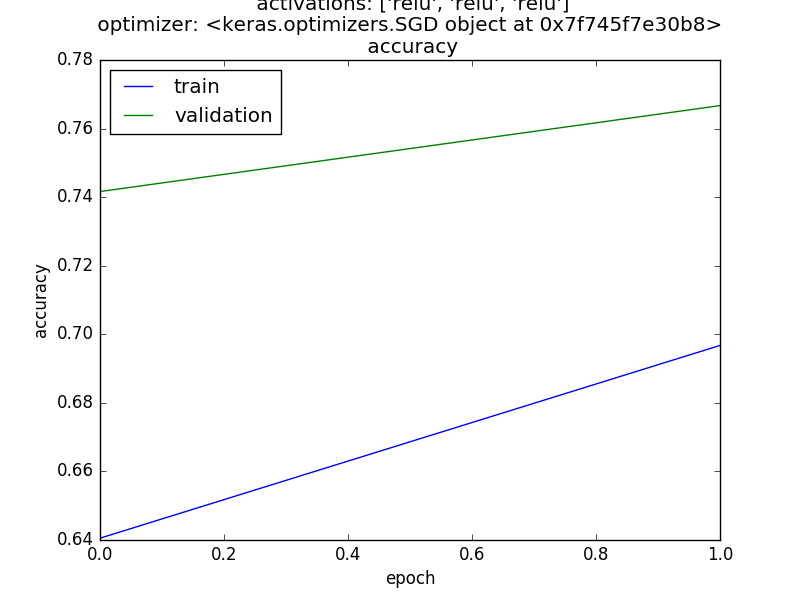 activations: ['relu', 'relu', 'relu']
optimizer: <keras.optimizers.SGD object at 0x7f745f7e30b8>
accuracy
0.78
train
validation
0.76
0.74
0.72
0.70
0.68
0.66
0.64
accuracy
0.0 0.2 0.4 0.6 0.8 1.0
epoch